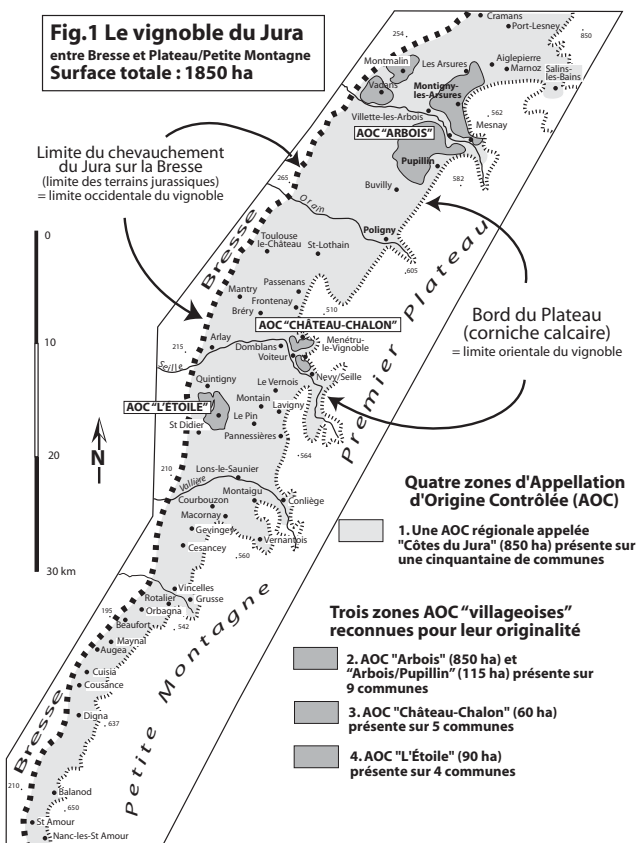 Fig.1 Le vignoble du Jura
entre Bresse et Plateau/Petite Montagne
Surface totale : 1850 ha
Cramans
Port-Lesney
254
850
Montmalin
Les Arsures
Aiglepierre
Marnoz
Salins-
les-Bains
Vadans
Montigny-
les-Arsures
562
Villette-les-Arbois
Mesnay
AOC “ARBOIS”
Limite du chevauchement
du Jura sur la Bresse
(limite des terrains jurassiques)
= limite occidentale du vignoble
Pupillin
582
265
Buvilly
Orain
Poligny
605
0
Bresse
Toulouse
le-Château
St-Lothain
Premier Plateau
Passenans
Mantry
Frontenay
Bréry
510
AOC “CHÂTEAU-CHALON”
Bord du Plateau
(corniche calcaire)
= limite orientale du vignoble
10
215
Arlay
Domblans
Menétru-
le-Vignoble
Voiteur
Seille
Nevy/Seille
Quintigny
Le Vernois
Montain
AOC “L'ÉTOILE”
Lavigny
Le Pin
St Didier
Pannessières
N
20
564
210
Lons-le-Saunier
Vallière
Montaigu
Courbouzon
Conliège
Macornay
Gevingey
Vernantois
Cesancey
560
30 km
Quatre zones d'Appellation
d'Origine Contrôlée (AOC)
1. Une AOC régionale appelée
"Côtes du Jura" (850 ha) présente sur
une cinquantaine de communes
Vincelles
Rotalier
Grusse
195
Orbagna
Beaufort
542
Maynal
Augea
Petite Montagne
Trois zones AOC “villageoises”
reconnues pour leur originalité
2. AOC "Arbois" (850 ha) et
“Arbois/Pupillin” (115 ha) présente sur
9 communes
3. AOC "Château-Chalon" (60 ha)
présente sur 5 communes
4. AOC "L'Étoile" (90 ha)
présente sur 4 communes
Cuisia
Cousance
Digna
637
Bresse
210
Balanod
650
St Amour
Nanc-les-St Amour